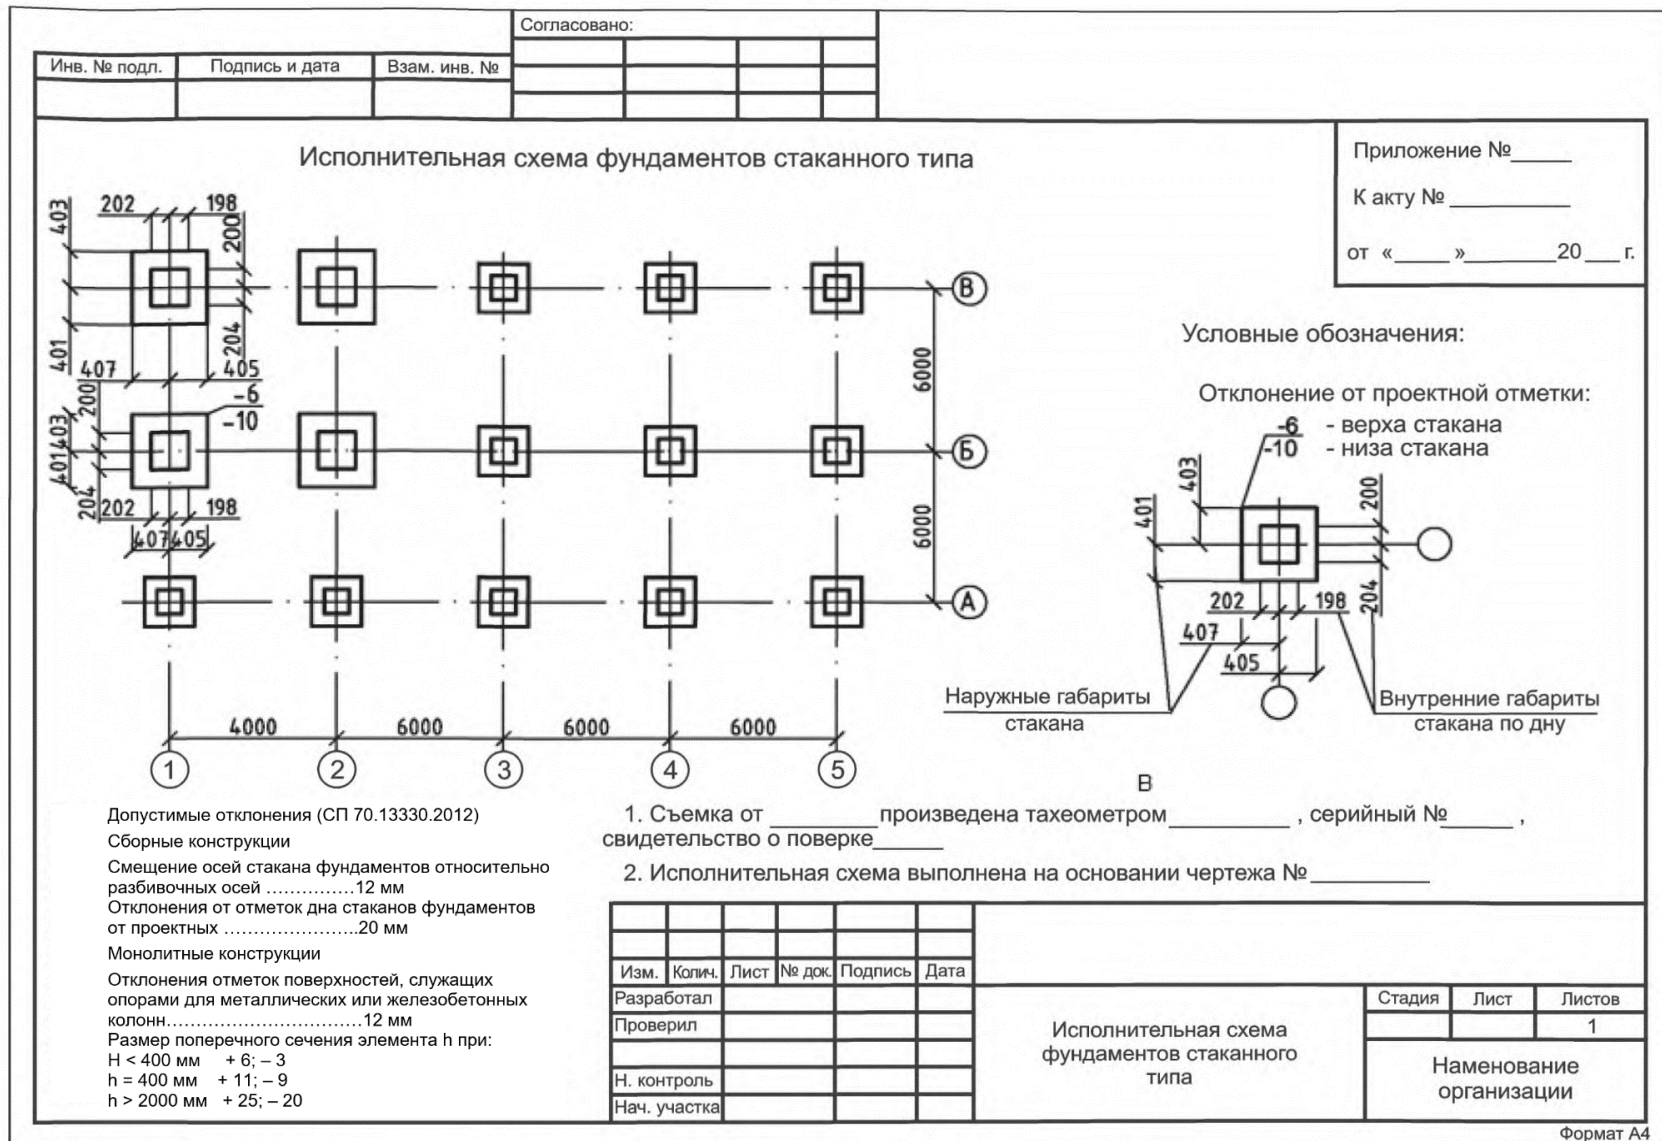 Согласовано:
Инв. № подл. Подпись и дата Взам. инв. №
Исполнительная схема фундаментов стаканного типа
Приложение №_____
К акту № __________
от «_____ »________20 ___ г.
403 202 198 200
401 204
407 405
В
6000
200 -6
-10
403
401
204
202 198
407 405
Б
6000
А
4000 6000 6000 6000
1 2 3 4 5
Условные обозначения:
Отклонение от проектной отметки:
-6 - верха стакана
-10 - низа стакана
401 403 200
204
202 198
407
405
Наружные габариты
стакана
Внутренние габариты
стакана по дну
В
Допустимые отклонения (СП 70.13330.2012)
Сборные конструкции
Смещение осей стакана фундаментов относительно
разбивочных осей ……………12 мм
Отклонения от отметок дна стаканов фундаментов
от проектных …………………..20 мм
Монолитные конструкции
Отклонения отметок поверхностей, служащих
опорами для металлических или железобетонных
колонн……………………………12 мм
Размер поперечного сечения элемента h при:
H < 400 мм + 6; – 3
h = 400 мм + 11; – 9
h > 2000 мм + 25; – 20
1. Съемка от _________произведена тахеометром__________ , серийный №______ ,
свидетельство о поверке______
2. Исполнительная схема выполнена на основании чертежа №__________
Изм. Колич. Лист № док. Подпись Дата
Разработал
Проверил
Н. контроль
Нач. участка
Исполнительная схема
фундаментов стаканного
типа
Стадия Лист Листов
1
Наименование
организации
Формат А4